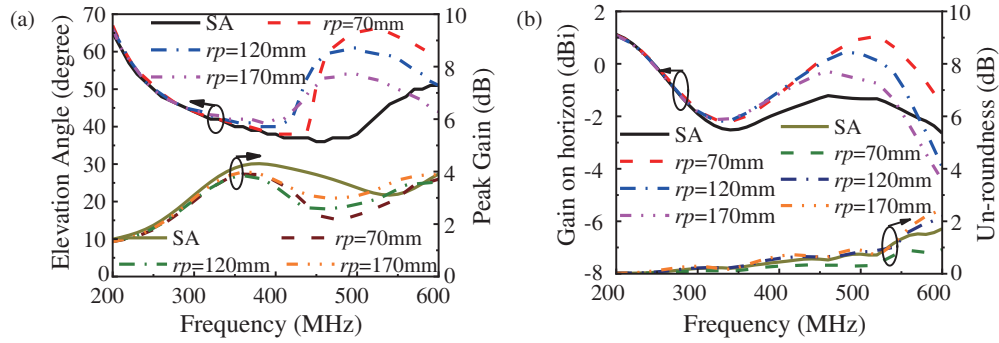 (a)
Elevation Angle (degree)
70
60
50
40
30
20
10
0
SA
rp=70mm
rp=120mm
rp=170mm
SA
rp=70mm
rp=120mm
rp=170mm
10
8
6
4
2
0
Peak Gain (dB)
200
300
400
500
600
Frequency (MHz)
(b)
Gain on horizon (dBi)
2
0
-2
-4
-6
-8
SA
rp=70mm
rp=120mm
rp=170mm
SA
rp=70mm
rp=120mm
rp=170mm
10
8
6
4
2
0
Un-roundness (dB)
200
300
400
500
600
Frequency (MHz)